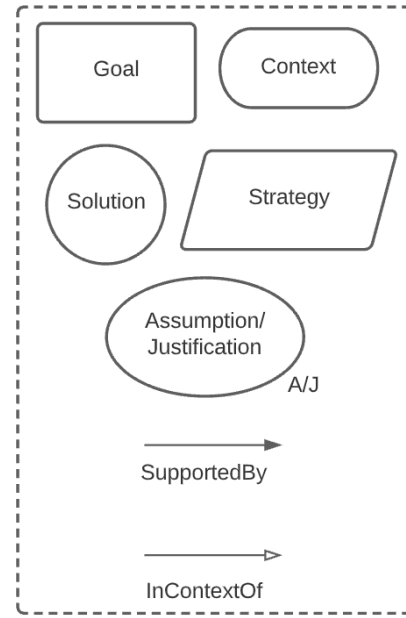 Goal
Context
Solution
Strategy
Assumption/
Justification
A/J
SupportedBy
InContextOf